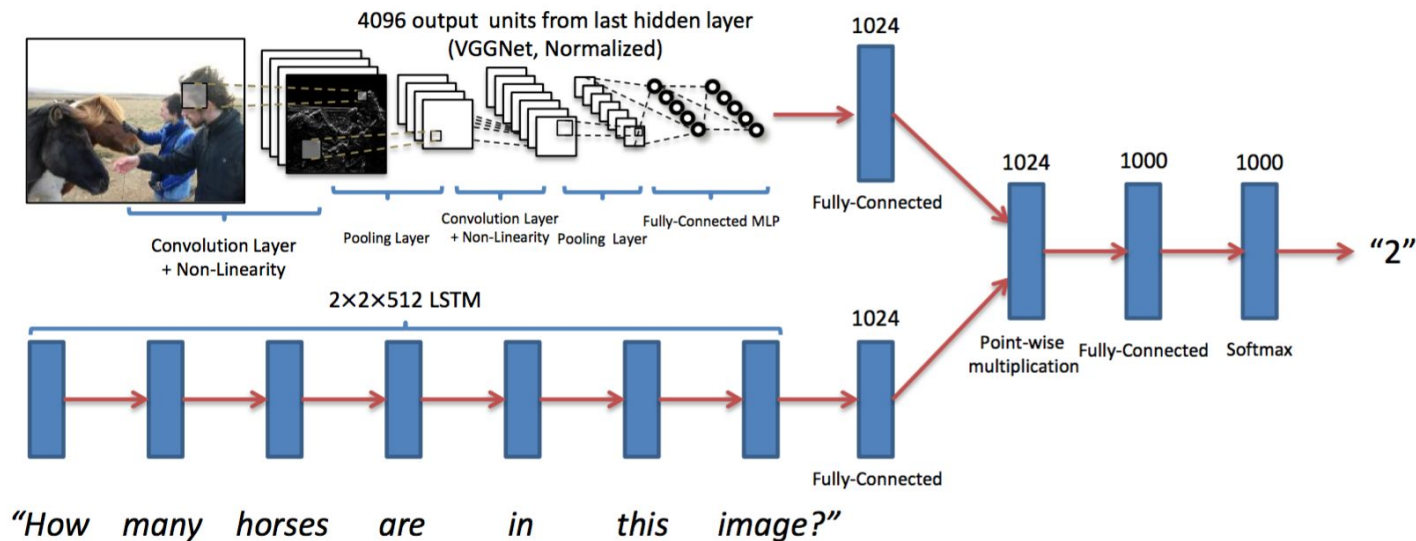 4096 output units from last hidden layer
(VGGNet, Normalized)
1024
Fully-Connected
Convolution Layer
+ Non-Linearity
Pooling Layer
Convolution Layer
+ Non-Linearity
Pooling Layer
Fully-Connected MLP
1024
Point-wise
multiplication
1000
Fully-Connected
1000
Softmax
“2”
2×2×512 LSTM
1024
Fully-Connected
“How many horses are in this image?”